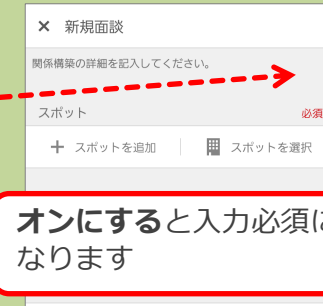 × 新規面談
関係構築の詳細を記入してください。
スポット 必須
+ スポットを追加 スポットを選択
オンにすると入力必須に
なります